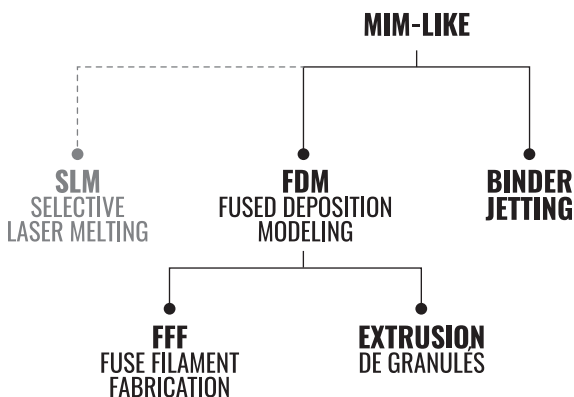 MIM-LIKE
SLM
SELECTIVE
LASER MELTING
FDM
FUSED DEPOSITION
MODELING
BINDER
JETTING
FFF
FUSE FILAMENT
FABRICATION
EXTRUSION
DE GRANULÉS